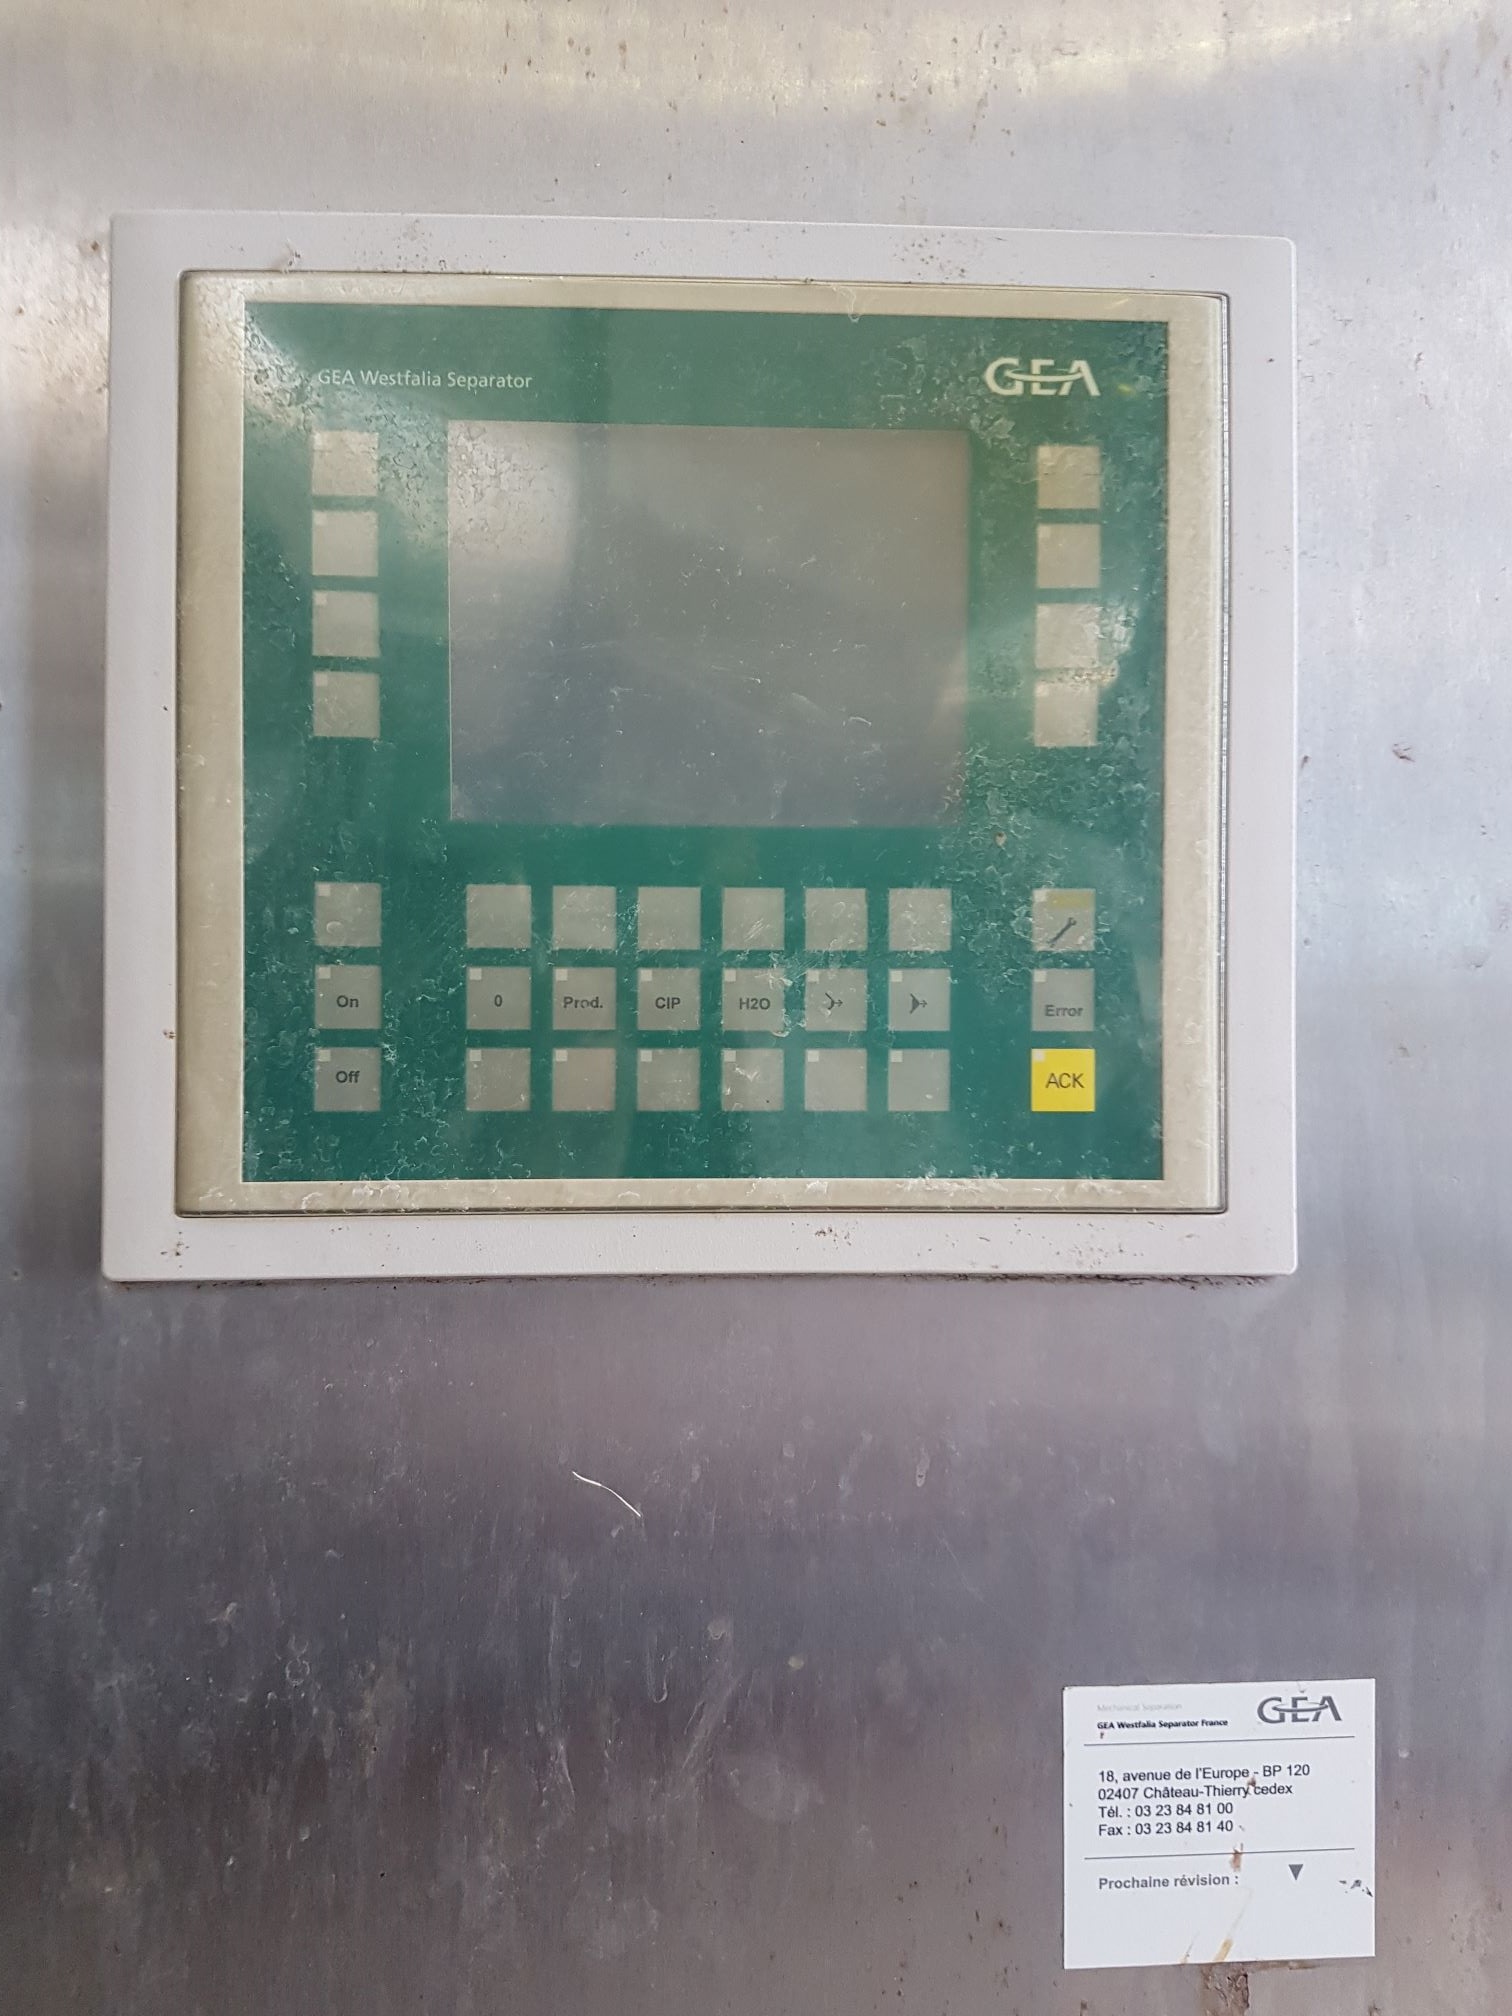 GEA Westfalia Separator
GEA
On
0
Prod.
CIP
H2O
Error
Off
ACK
Mechanical Separation
GEA Westfalia Separator France
GEA
18, avenue de l'Europe - BP 120
02407 Château-Thierry cedex
Tél. : 03 23 84 81 00
Fax : 03 23 84 81 40
Prochaine révision :